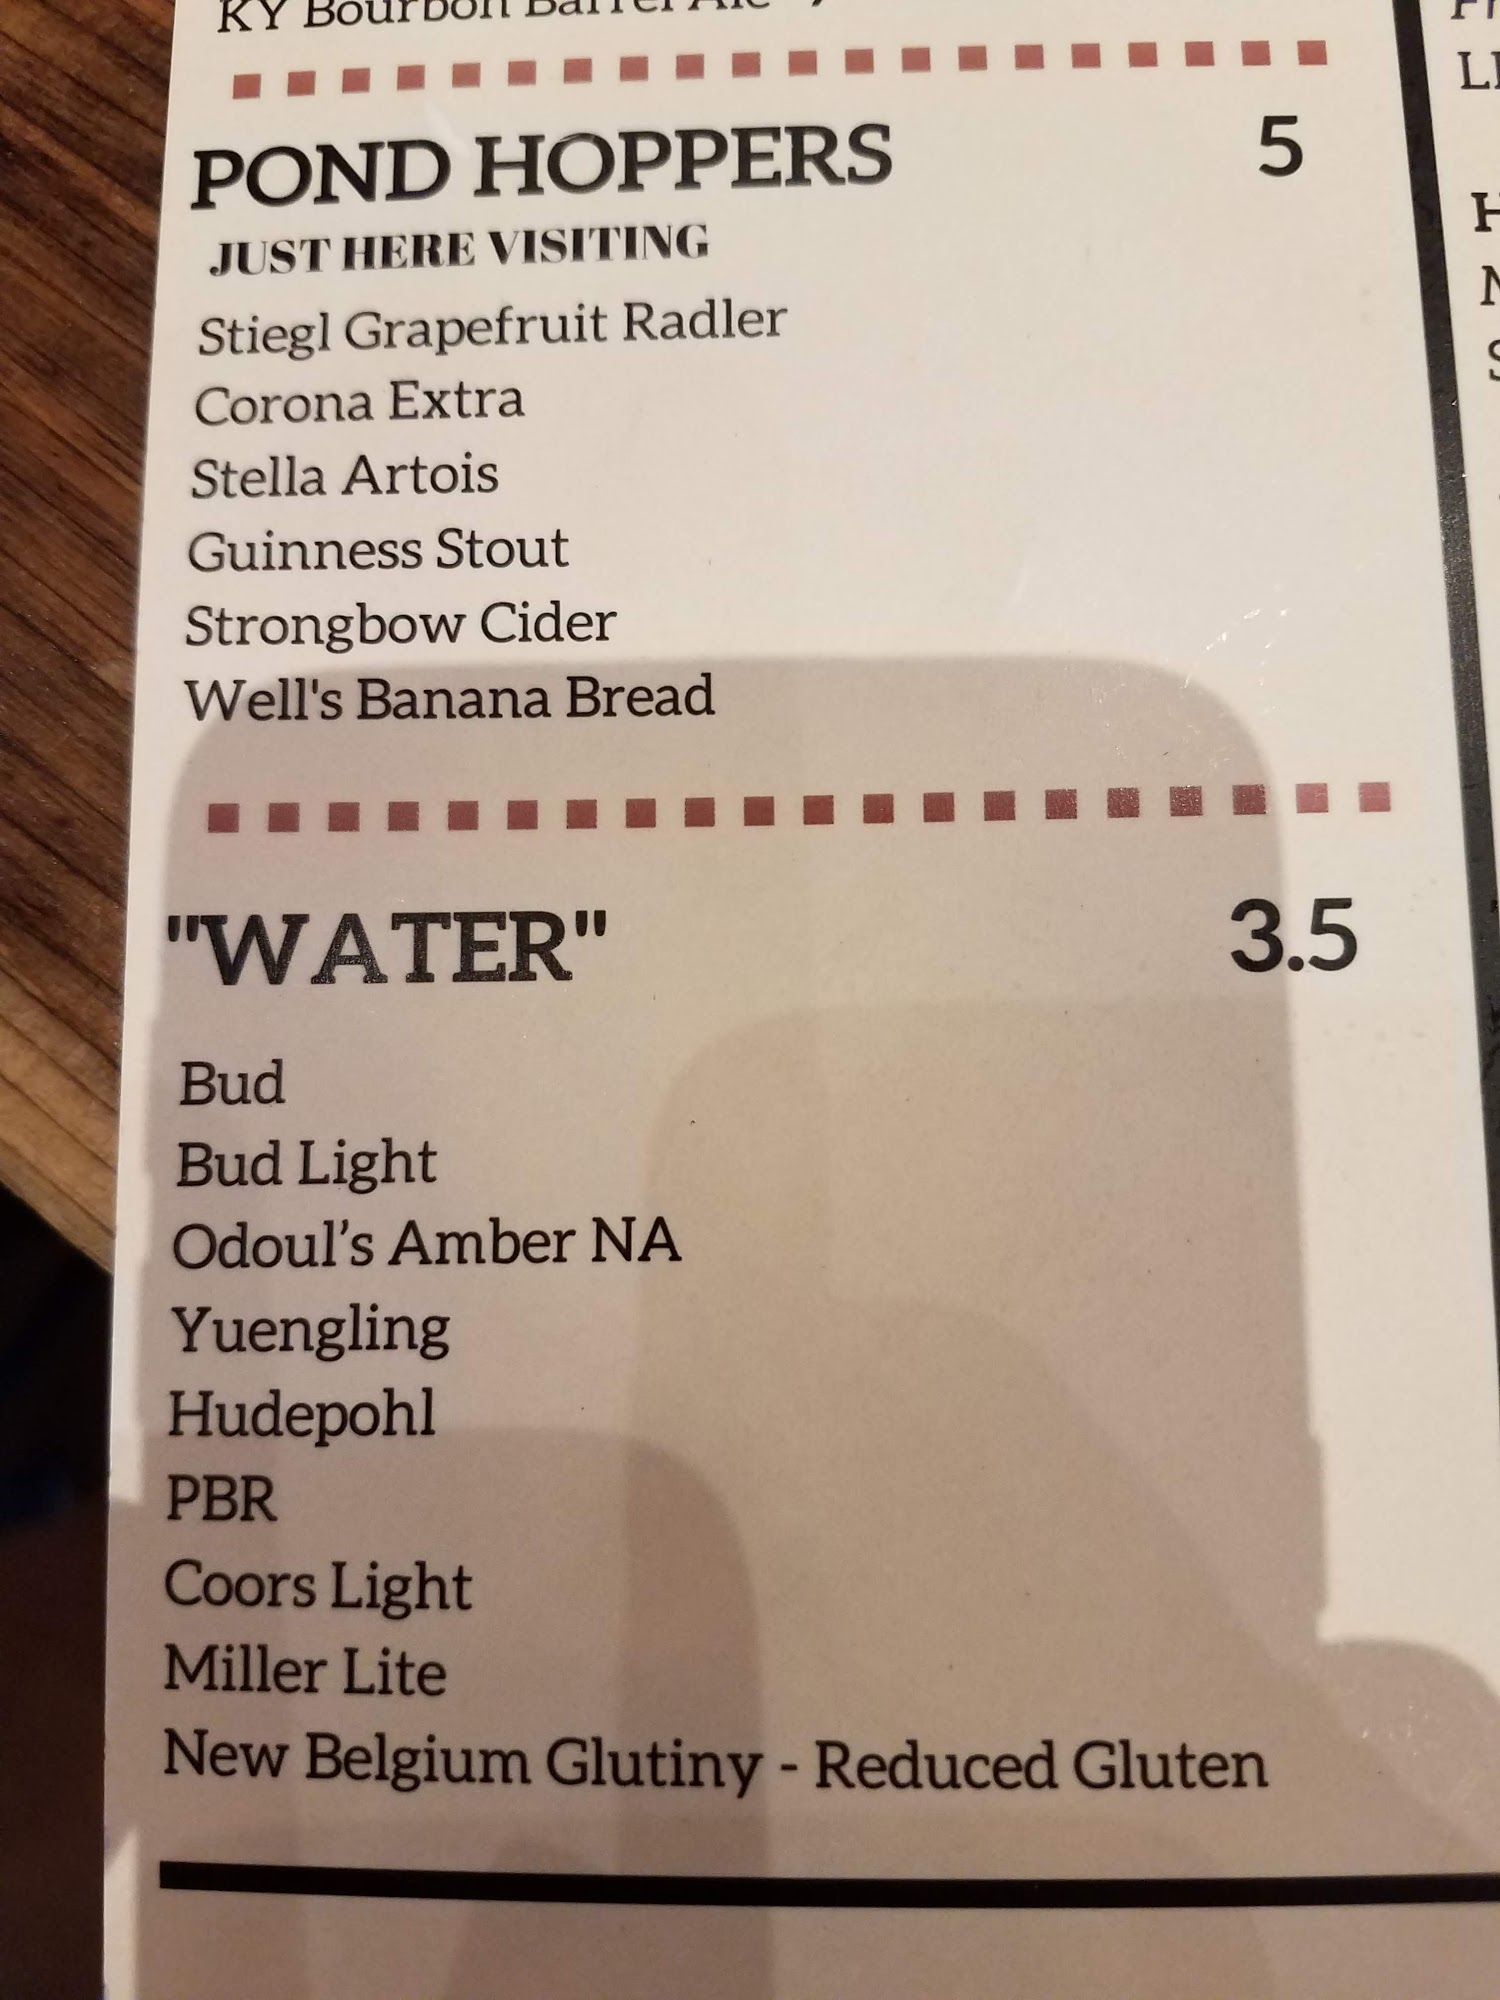 KY Bourbon Barrel Ale
POND HOPPERS 5
JUST HERE VISITING
Stiegl Grapefruit Radler
Corona Extra
Stella Artois
Guinness Stout
Strongbow Cider
Well's Banana Bread
"WATER" 3.5
Bud
Bud Light
Odoul’s Amber NA
Yuengling
Hudepohl
PBR
Coors Light
Miller Lite
New Belgium Glutiny - Reduced Gluten